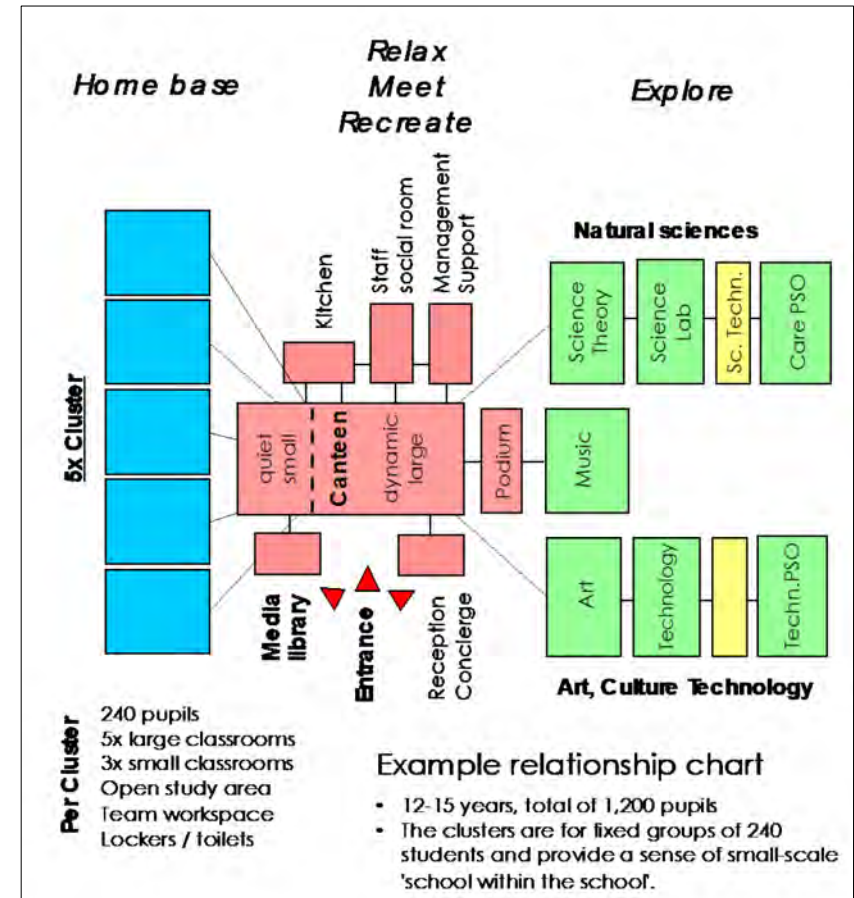 Home base
Relax
Meet
Recreate
Explore
5x Cluster
Kitchen
Staff
social room
Management
Support
quiet
small
Canteen
dynamic
large
Podium
Media
library
Entrance
Reception
Concierge
Natural sciences
Science
Theory
Science
Lab
Sc. Techn.
Care PSO
Music
Art
Technology
Techn.PSO
Art, Culture Technology
Per Cluster
240 pupils
5x large classrooms
3x small classrooms
Open study area
Team workspace
Lockers / toilets
Example relationship chart
• 12-15 years, total of 1,200 pupils
• The clusters are for fixed groups of 240
students and provide a sense of small-scale
'school within the school'.